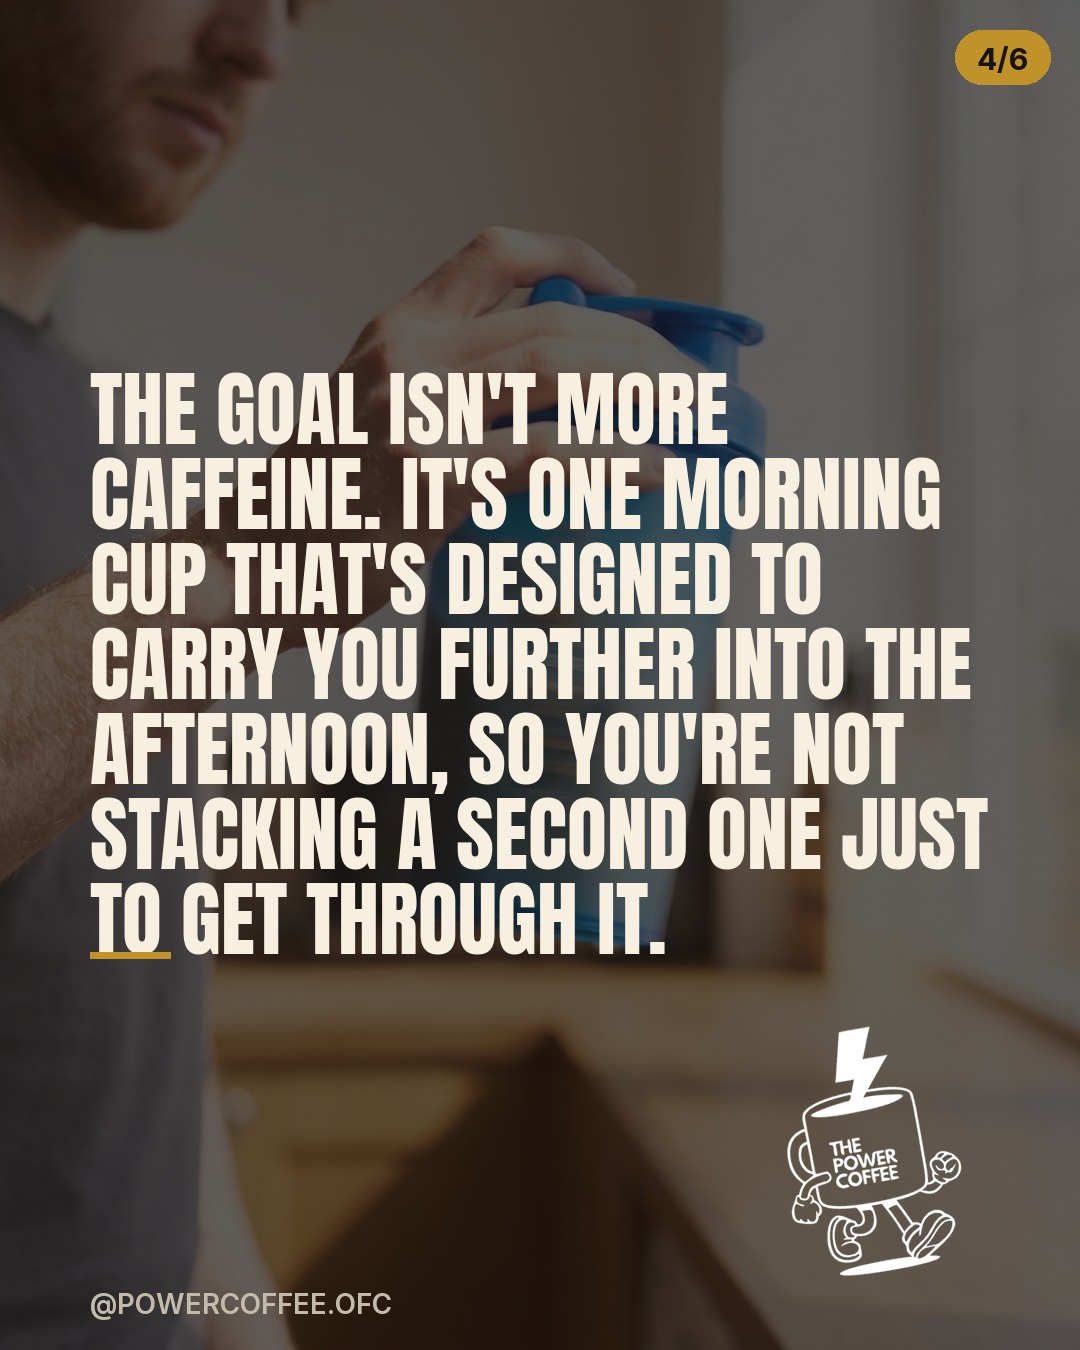 4/6
THE GOAL ISN'T MORE
CAFFEINE. IT'S ONE MORNING
CUP THAT'S DESIGNED TO
CARRY YOU FURTHER INTO THE
AFTERNOON, SO YOU'RE NOT
STACKING A SECOND ONE JUST
TO GET THROUGH IT.
THE
POWER
COFFEE
@POWERCOFFEE.OFC